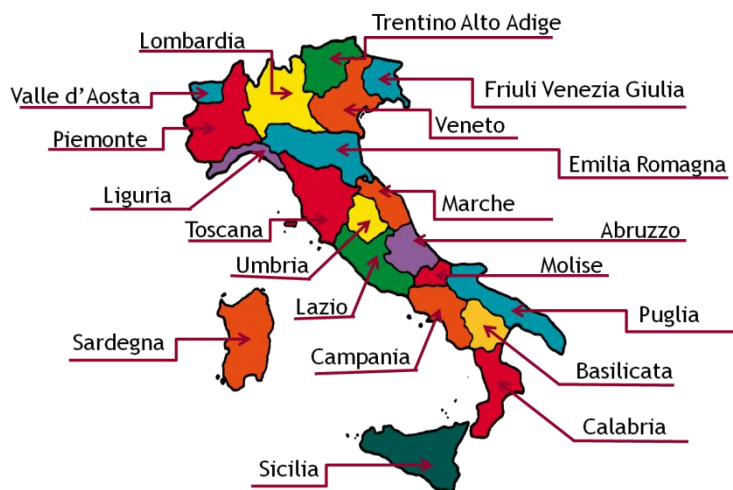 Trentino Alto Adige
Lombardia
Valle d'Aosta
Friuli Venezia Giulia
Piemonte
Veneto
Emilia Romagna
Liguria
Marche
Toscana
Abruzzo
Umbria
Molise
Lazio
Puglia
Sardegna
Campania
Basilicata
Calabria
Sicilia